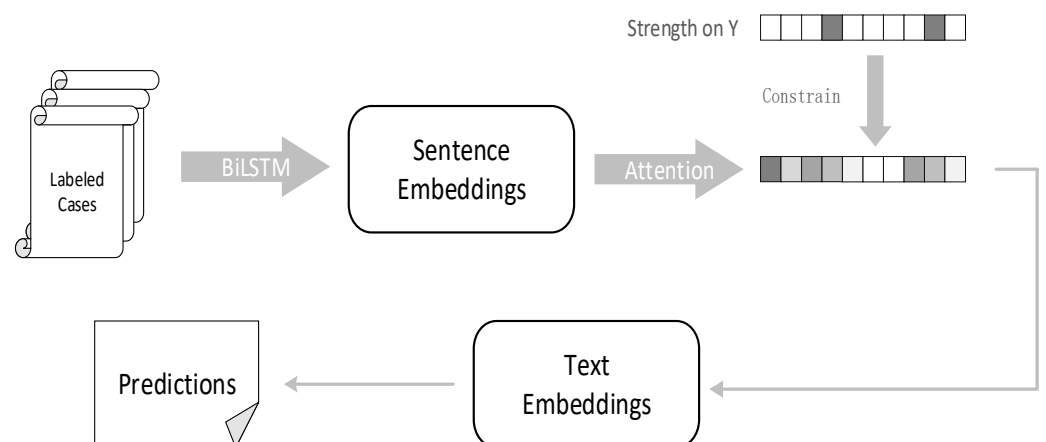 Strength on Y
Constrain
Labeled
Cases
BiLSTM
Sentence
Embeddings
Attention
Predictions
Text
Embeddings